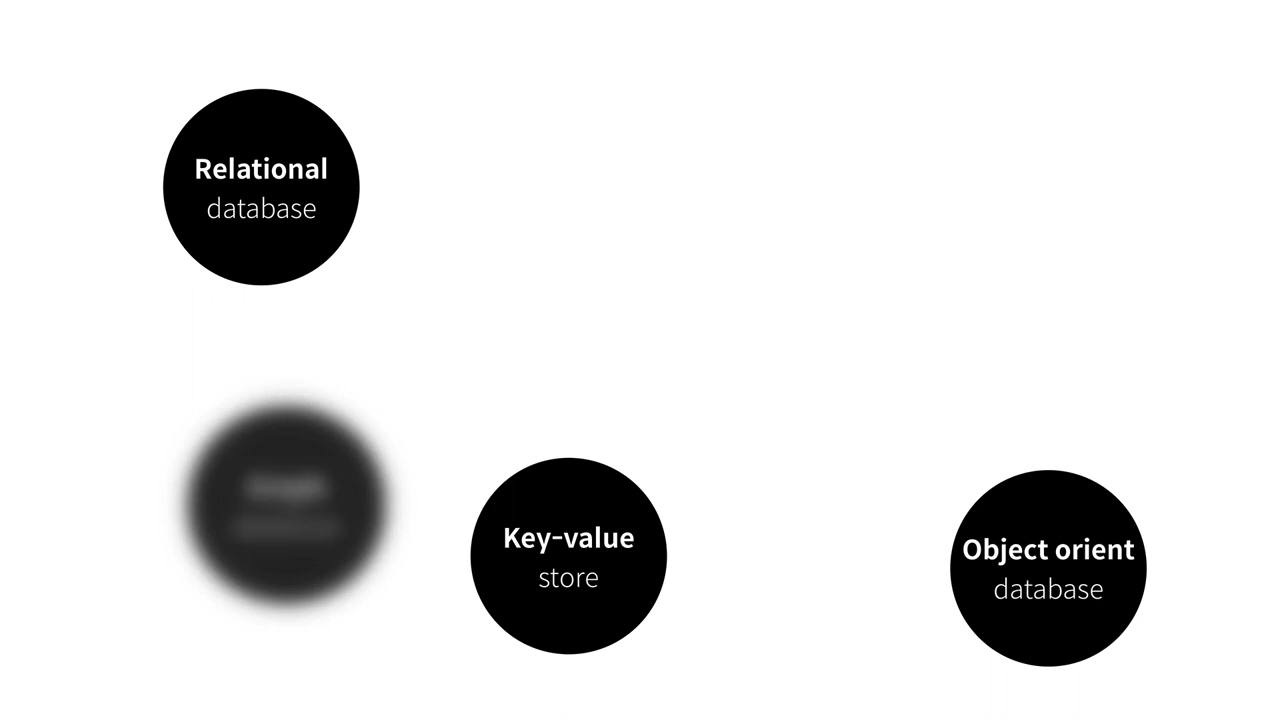 Relational
database
Key-value
store
Object orient
database